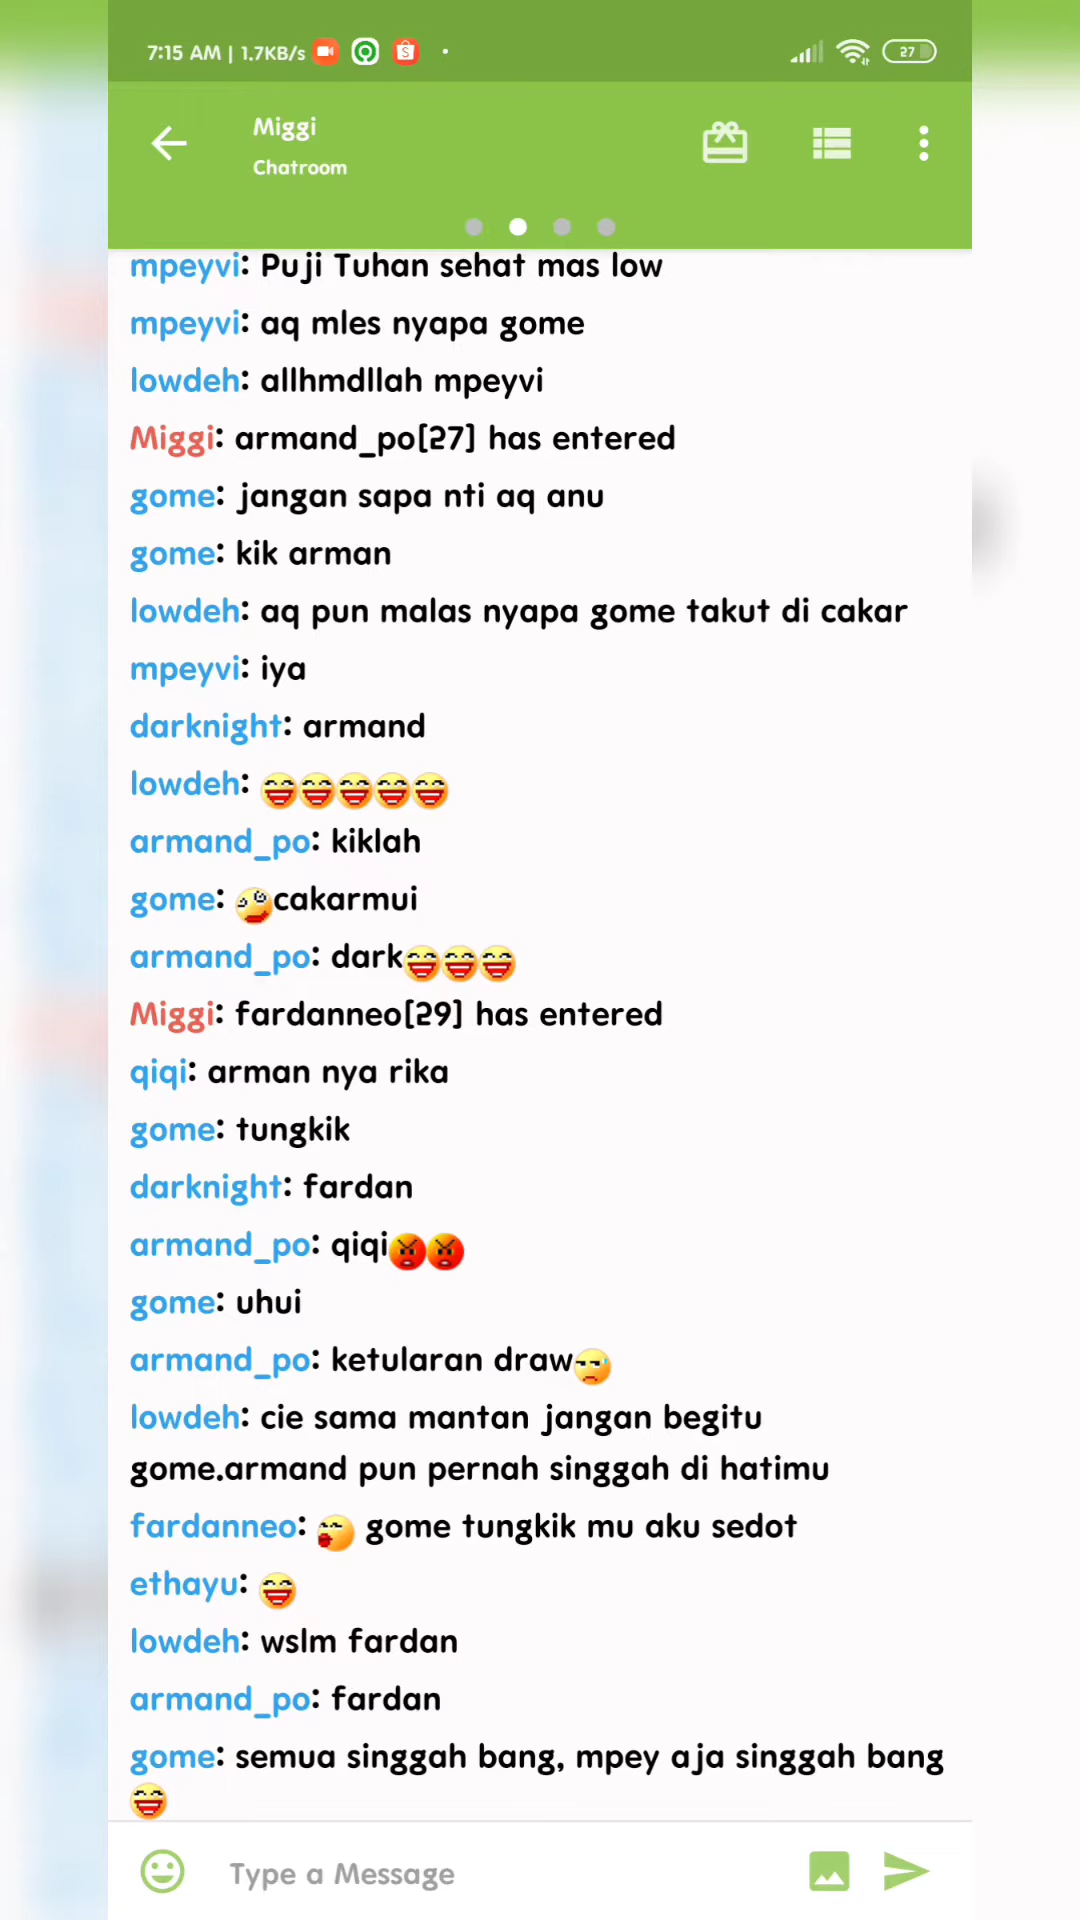 7:15 AM | 1.7KB/s
27
Miggi
Chatroom
mpeyvi: Puji Tuhan sehat mas low
mpeyvi: aq mles nyapa gome
lowdeh: allhmdllah mpeyvi
Miggi: armand_po[27] has entered
gome: jangan sapa nti aq anu
gome: kik arman
lowdeh: aq pun malas nyapa gome takut di cakar
mpeyvi: iya
darknight: armand
lowdeh: 😆😆😆😆😆
armand_po: kiklah
gome: cakarmui
armand_po: dark😆😆😆
Miggi: fardanneo[29] has entered
qiqi: arman nya rika
gome: tungkik
darknight: fardan
armand_po: qiqi😡😡
gome: uhui
armand_po: ketularan draw
lowdeh: cie sama mantan jangan begitu
gome.armand pun pernah singgah di hatimu
fardanneo: gome tungkik mu aku sedot
ethayu: 😆
lowdeh: wslm fardan
armand_po: fardan
gome: semua singgah bang, mpey aja singgah bang
😆
Type a Message